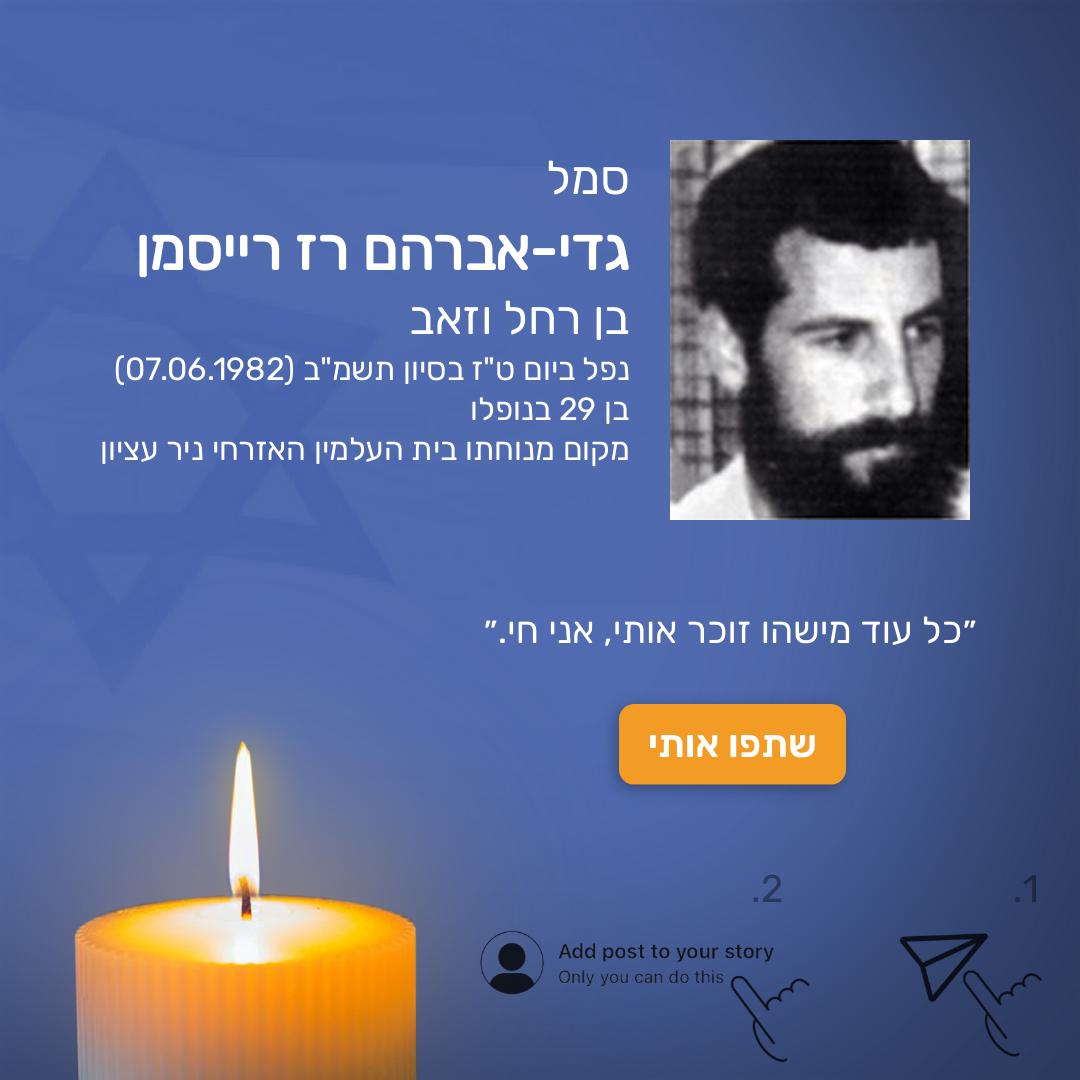 סמל
גדי-אברהם רז רייסמן
בן רחל וזאב
נפל ביום ט"ז בסיון תשמ"ב (07.06.1982)
בן 29 בנופלו
מקום מנוחתו בית העלמין האזרחי ניר עציון
״כל עוד מישהו זוכר אותי, אני חי.״
שתפו אותי
.1
.2
Add post to your story
Only you can do this